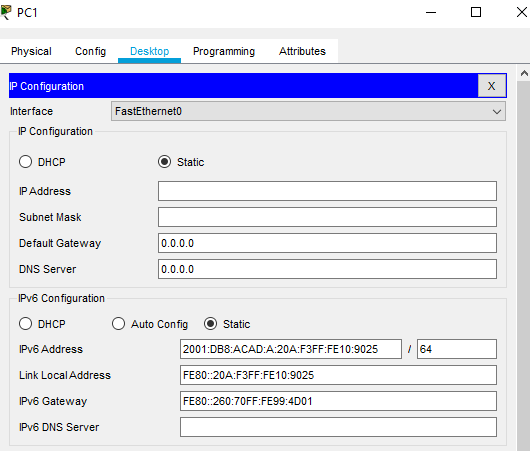 PC1
Physical Config Desktop Programming Attributes
IP Configuration X
Interface FastEthernet0
IP Configuration
DHCP Static
IP Address
Subnet Mask
Default Gateway 0.0.0.0
DNS Server 0.0.0.0
IPv6 Configuration
DHCP Auto Config Static
IPv6 Address 2001:DB8:ACAD:A:20A:F3FF:FE10:9025 / 64
Link Local Address FE80::20A:F3FF:FE10:9025
IPv6 Gateway FE80::260:70FF:FE99:4D01
IPv6 DNS Server